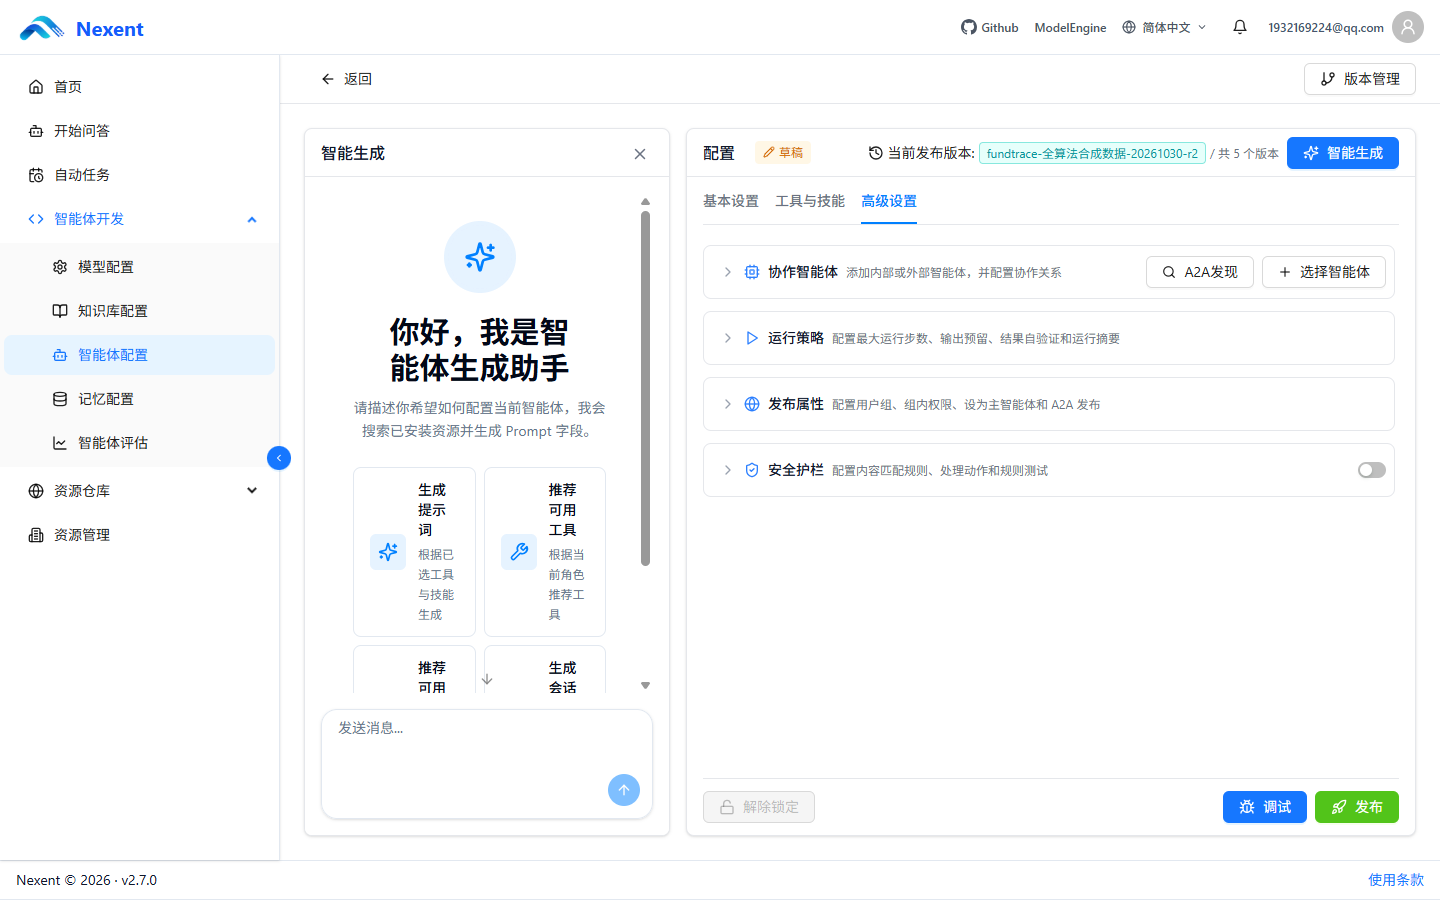 Nexent
Github
ModelEngine
简体中文
1932169224@qq.com
首页
开始问答
自动任务
智能体开发
模型配置
知识库配置
智能体配置
记忆配置
智能体评估
资源仓库
资源管理
返回
版本管理
智能生成
你好，我是智
能体生成助手
请描述你希望如何配置当前智能体，我会
搜索已安装资源并生成 Prompt 字段。
生成
提示
词
根据已
选工具
与技能
生成
推荐
可用
工具
根据当
前角色
推荐工
具
推荐
可用
生成
会话
发送消息...
配置
草稿
当前发布版本:
fundtrace-全算法合成数据-20261030-r2
/ 共 5 个版本
智能生成
基本设置
工具与技能
高级设置
协作智能体 添加内部或外部智能体，并配置协作关系
A2A发现
选择智能体
运行策略 配置最大运行步数、输出预留、结果自验证和运行摘要
发布属性 配置用户组、组内权限、设为主智能体和 A2A 发布
安全护栏 配置内容匹配规则、处理动作和规则测试
解除锁定
调试
发布
Nexent © 2026 · v2.7.0
使用条款